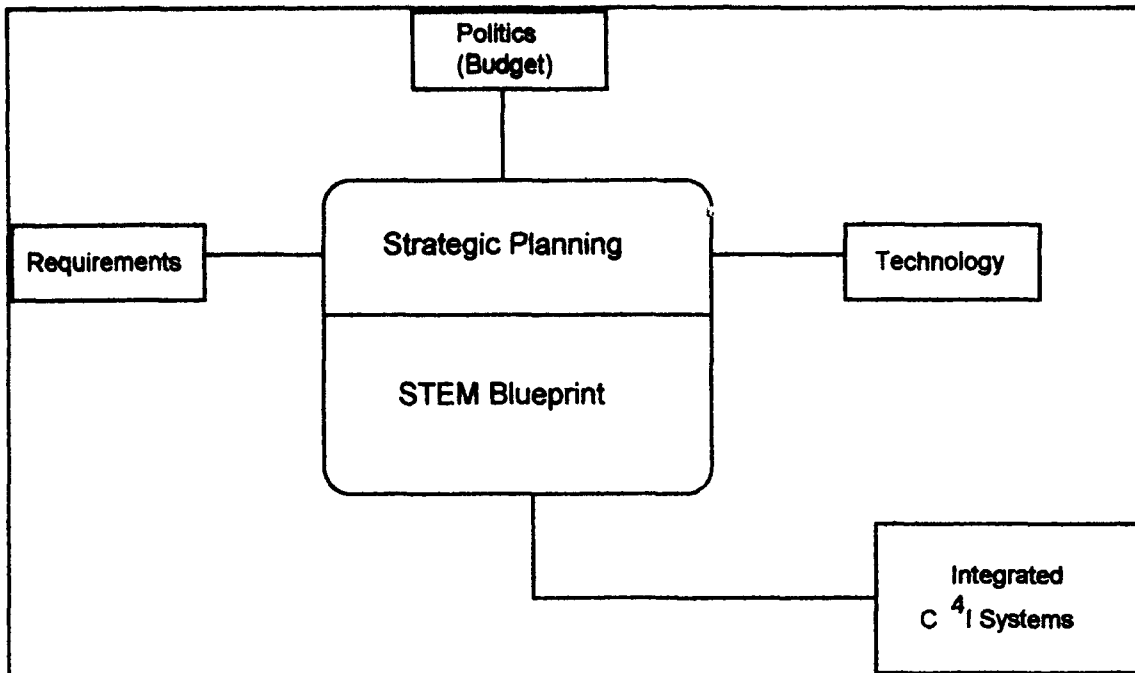 Politics
(Budget)
Strategic Planning
Requirements
Technology
STEM Blueprint
Integrated
C 4I Systems